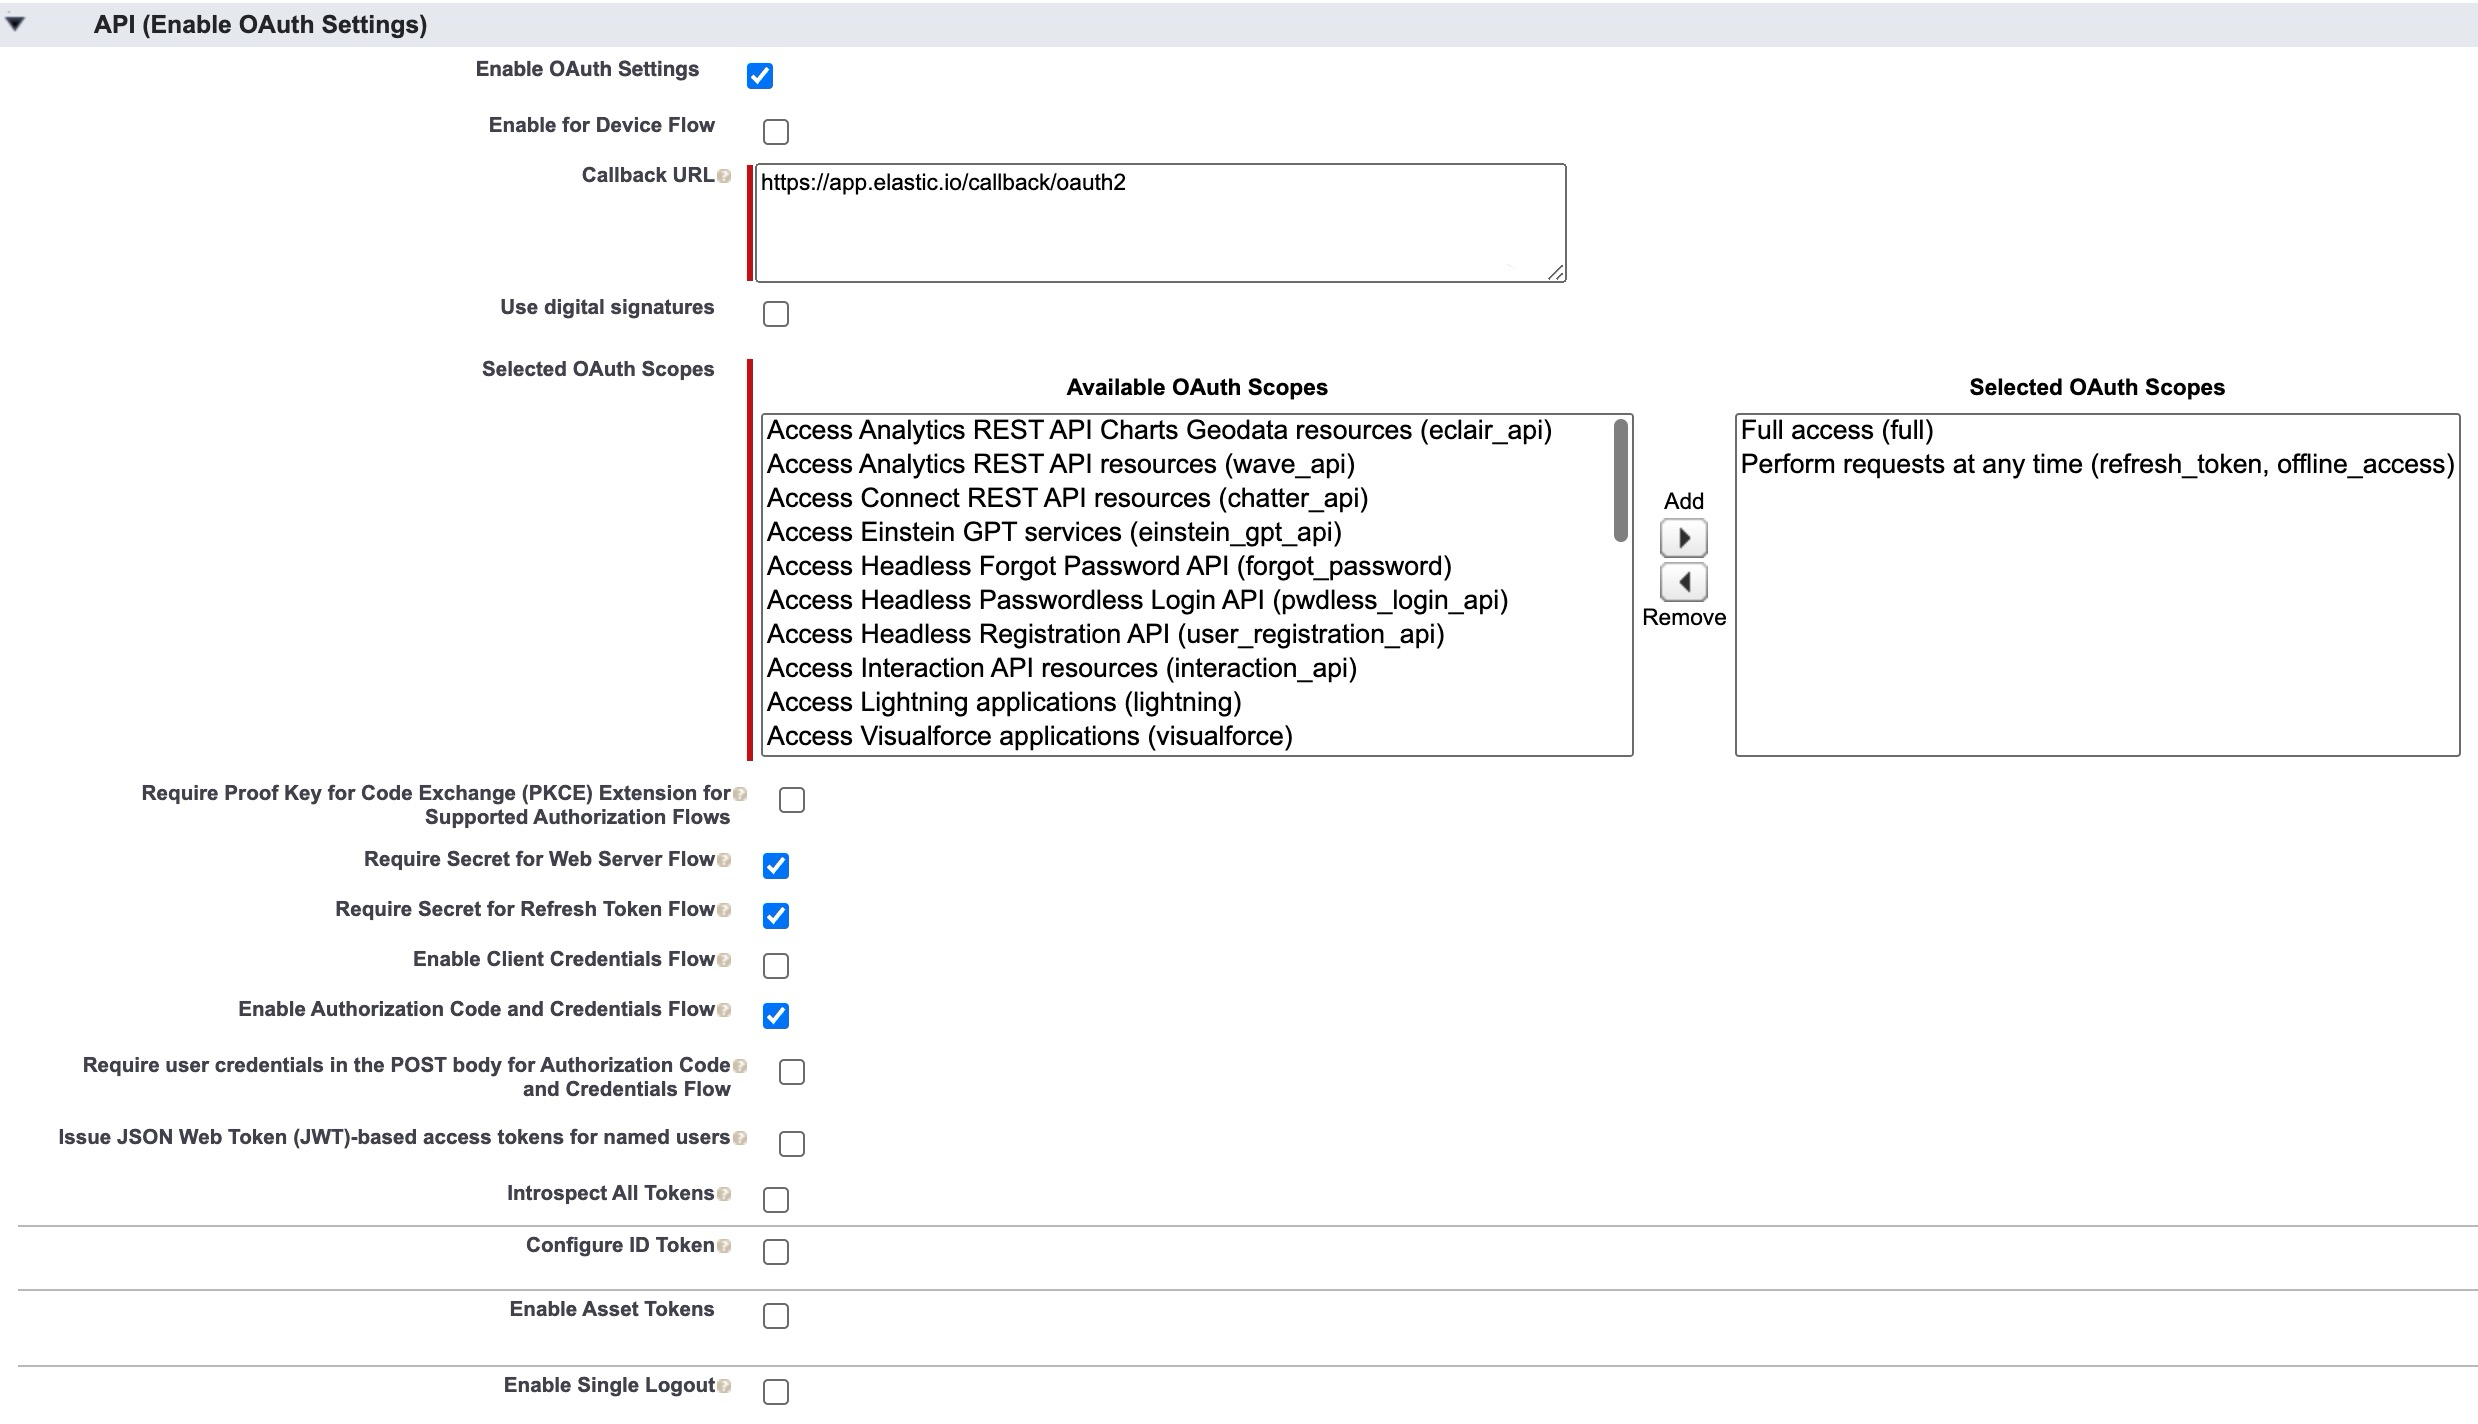 API (Enable OAuth Settings)
Enable OAuth Settings
Enable for Device Flow
Callback URL
https://app.elastic.io/callback/oauth2
Use digital signatures
Selected OAuth Scopes
Available OAuth Scopes
Access Analytics REST API Charts Geodata resources (eclair_api)
Access Analytics REST API resources (wave_api)
Access Connect REST API resources (chatter_api)
Access Einstein GPT services (einstein_gpt_api)
Access Headless Forgot Password API (forgot_password)
Access Headless Passwordless Login API (pwdless_login_api)
Access Headless Registration API (user_registration_api)
Access Interaction API resources (interaction_api)
Access Lightning applications (lightning)
Access Visualforce applications (visualforce)
Add
Remove
Selected OAuth Scopes
Full access (full)
Perform requests at any time (refresh_token, offline_access)
Require Proof Key for Code Exchange (PKCE) Extension for
Supported Authorization Flows
Require Secret for Web Server Flow
Require Secret for Refresh Token Flow
Enable Client Credentials Flow
Enable Authorization Code and Credentials Flow
Require user credentials in the POST body for Authorization Code
and Credentials Flow
Issue JSON Web Token (JWT)-based access tokens for named users
Introspect All Tokens
Configure ID Token
Enable Asset Tokens
Enable Single Logout